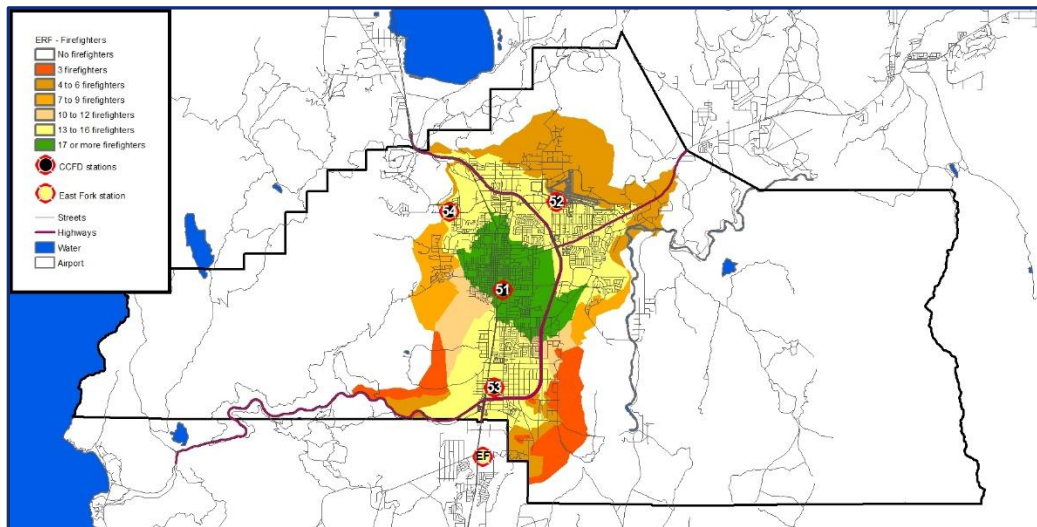 ERF - Firefighters
No firefighters
3 firefighters
4 to 6 firefighters
7 to 9 firefighters
10 to 12 firefighters
13 to 16 firefighters
17 or more firefighters
CCFD stations
East Fork station
Streets
Highways
Water
Airport
52
54
51
53
EF